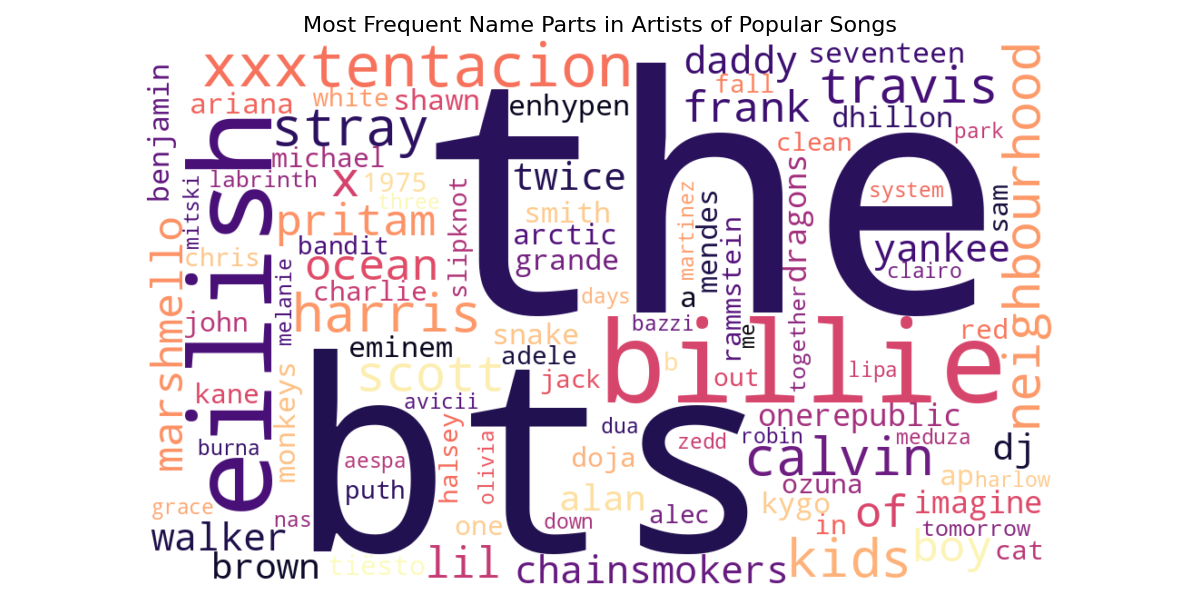 Most Frequent Name Parts in Artists of Popular Songs
xxxtentacion
daddy
seventeen
benjamin
ariana
white
shawn
enhypen
fall
frank
travis
dhillon
park
neighbourhood
stray
the
clean
michael
labrinth
x
1975
three
twice
system
mitski
eilish
pritam
slipknot
smith
martinez
mendes
dragons
sam
bandit
arctic
rammstein
yankee
chris
ocean
grande
clairo
marshmello
melanie
charlie
a
days
harris
john
snake
bazzi
me
together
red
eminem
adele
billie
scott
jack
b
out
lipa
kane
monkeys
avicii
bts
onerepublic
burna
halsey
olivia
dua
zedd
robin
meduza
calvin
dj
aespa
doja
puth
ozuna
ap
harlow
grace
nas
alan
kygo
of
imagine
one
down
alec
in
tomorrow
walker
boy
cat
brown
tiesto
lil
chainsmokers
kids